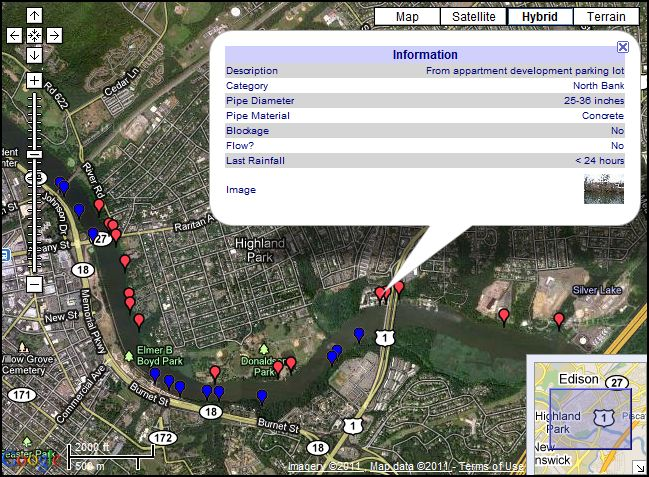 Map
Satellite
Hybrid
Terrain
Information
Description From appartment development parking lot
Category North Bank
Pipe Diameter 25-36 inches
Pipe Material Concrete
Blockage No
Flow? No
Last Rainfall < 24 hours
Image
Cedar Ln
Rd 622
River Rd
Johnson Dr
Raritan A
27
any St
18
Highland
Park
Silver Lake
Memorial Pkwy
New St
1
Elmer B
Boyd Park
Donaldson
Park
Willow Grove
Cemetery
Commercial Ave
171
Burnet St
18
Burnet St
1
172
18
easter Park
2000 ft
500 m
Imagery ©2011 , Map data ©2011 - Terms of Use
Edison
27
Highland
Park
1
Piscat
New
nswick